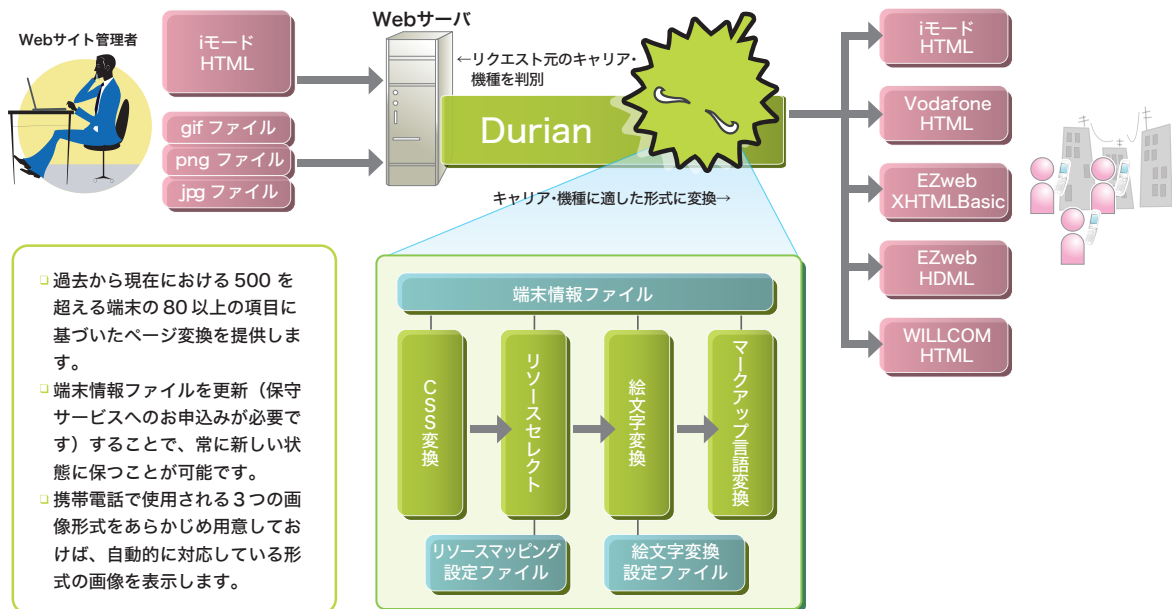 Webサイト管理者
iモード
HTML
gif ファイル
png ファイル
jpg ファイル
Webサーバ
←リクエスト元のキャリア・
機種を判別
Durian
キャリア・機種に適した形式に変換→
iモード
HTML
Vodafone
HTML
EZweb
XHTMLBasic
EZweb
HDML
WILLCOM
HTML
□過去から現在における500 を
超える端末の80以上の項目に
基づいたページ変換を提供しま
す。
□端末情報ファイルを更新（保守
サービスへのお申込みが必要で
す）することで、常に新しい状
態に保つことが可能です。
□携帯電話で使用される3つの画
像形式をあらかじめ用意してお
けば、自動的に対応している形
式の画像を表示します。
端末情報ファイル
CSS変換
リソースセレクト
絵文字変換
マークアップ言語変換
リソースマッピング
設定ファイル
絵文字変換
設定ファイル